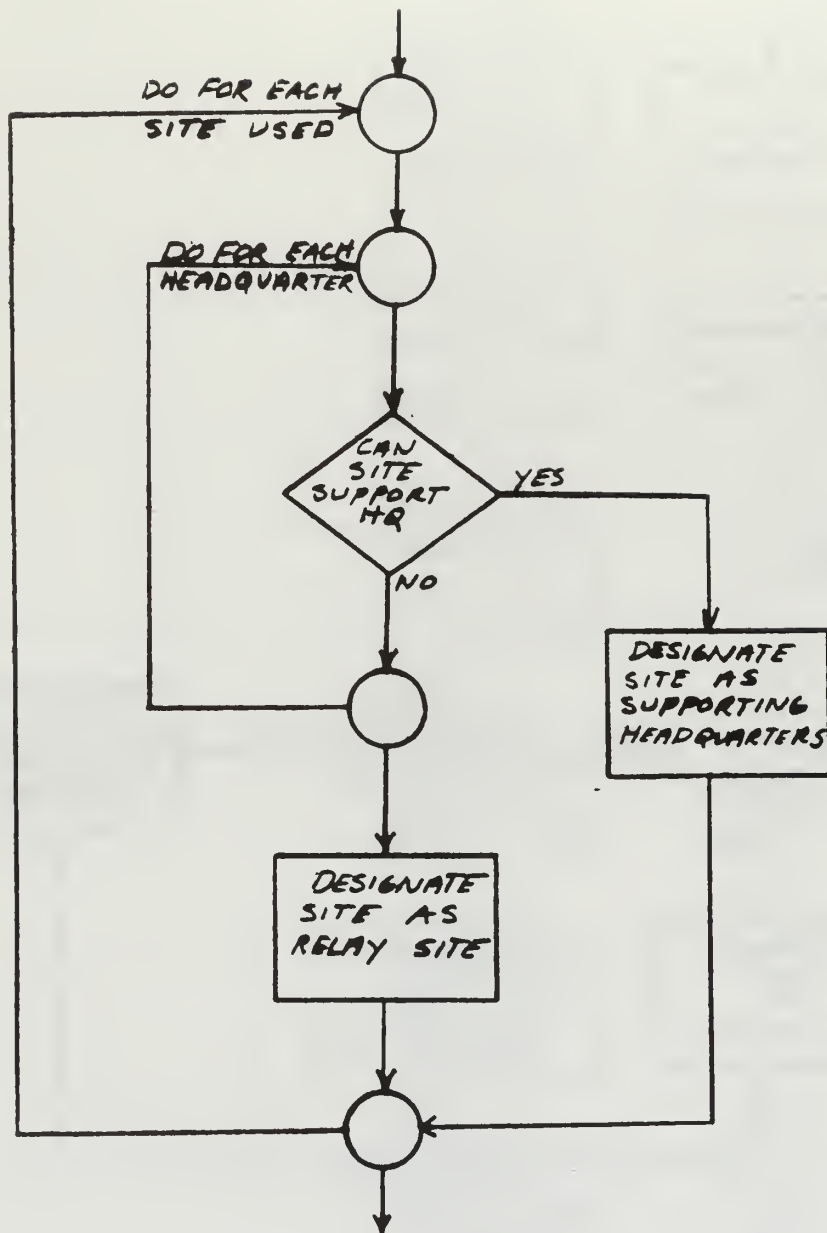 DO FOR EACH
SITE USED
DO FOR EACH
HEADQUARTER
CAN
SITE
SUPPORT
HQ
YES
NO
DESIGNATE
SITE AS
SUPPORTING
HEADQUARTERS
DESIGNATE
SITE AS
RELAY SITE